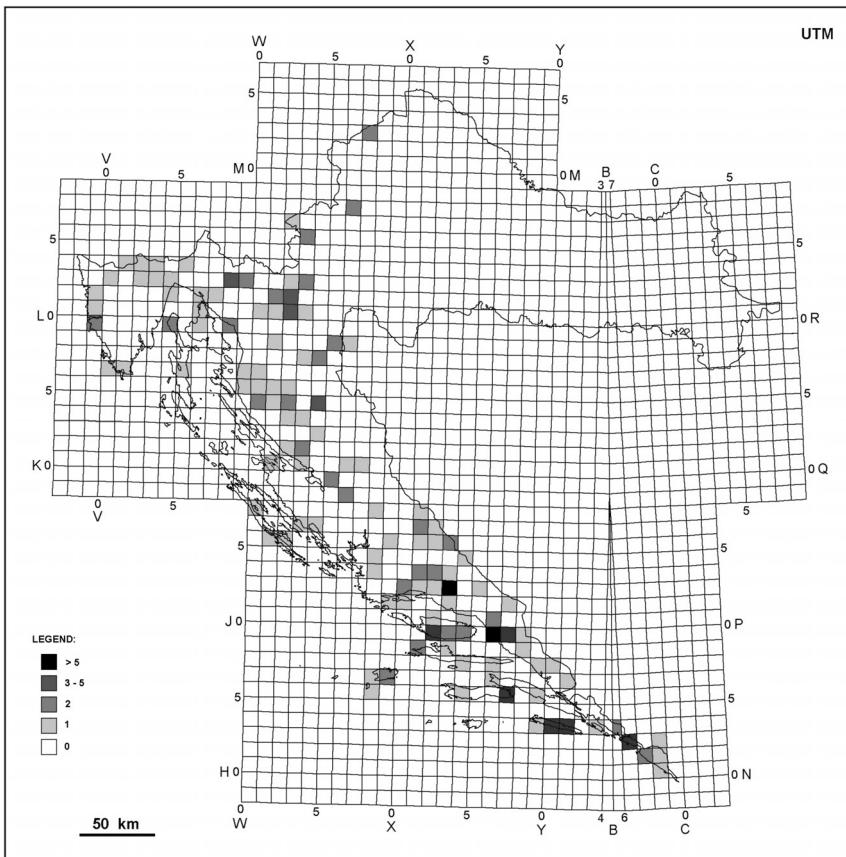 UTM
W X Y
0 5 0 5 0
5 5
V
0 5 M 0 0 M B C
3 7 0 5
5 5
L 0 0 R
5 5
K 0 0 Q
0 5 5
V
5 5
J 0 0 P
LEGEND:
> 5
3 - 5
2
1
0
5 5
H 0 0 N
0 5 0 5 0 4 6 0
W X Y B C
50 km